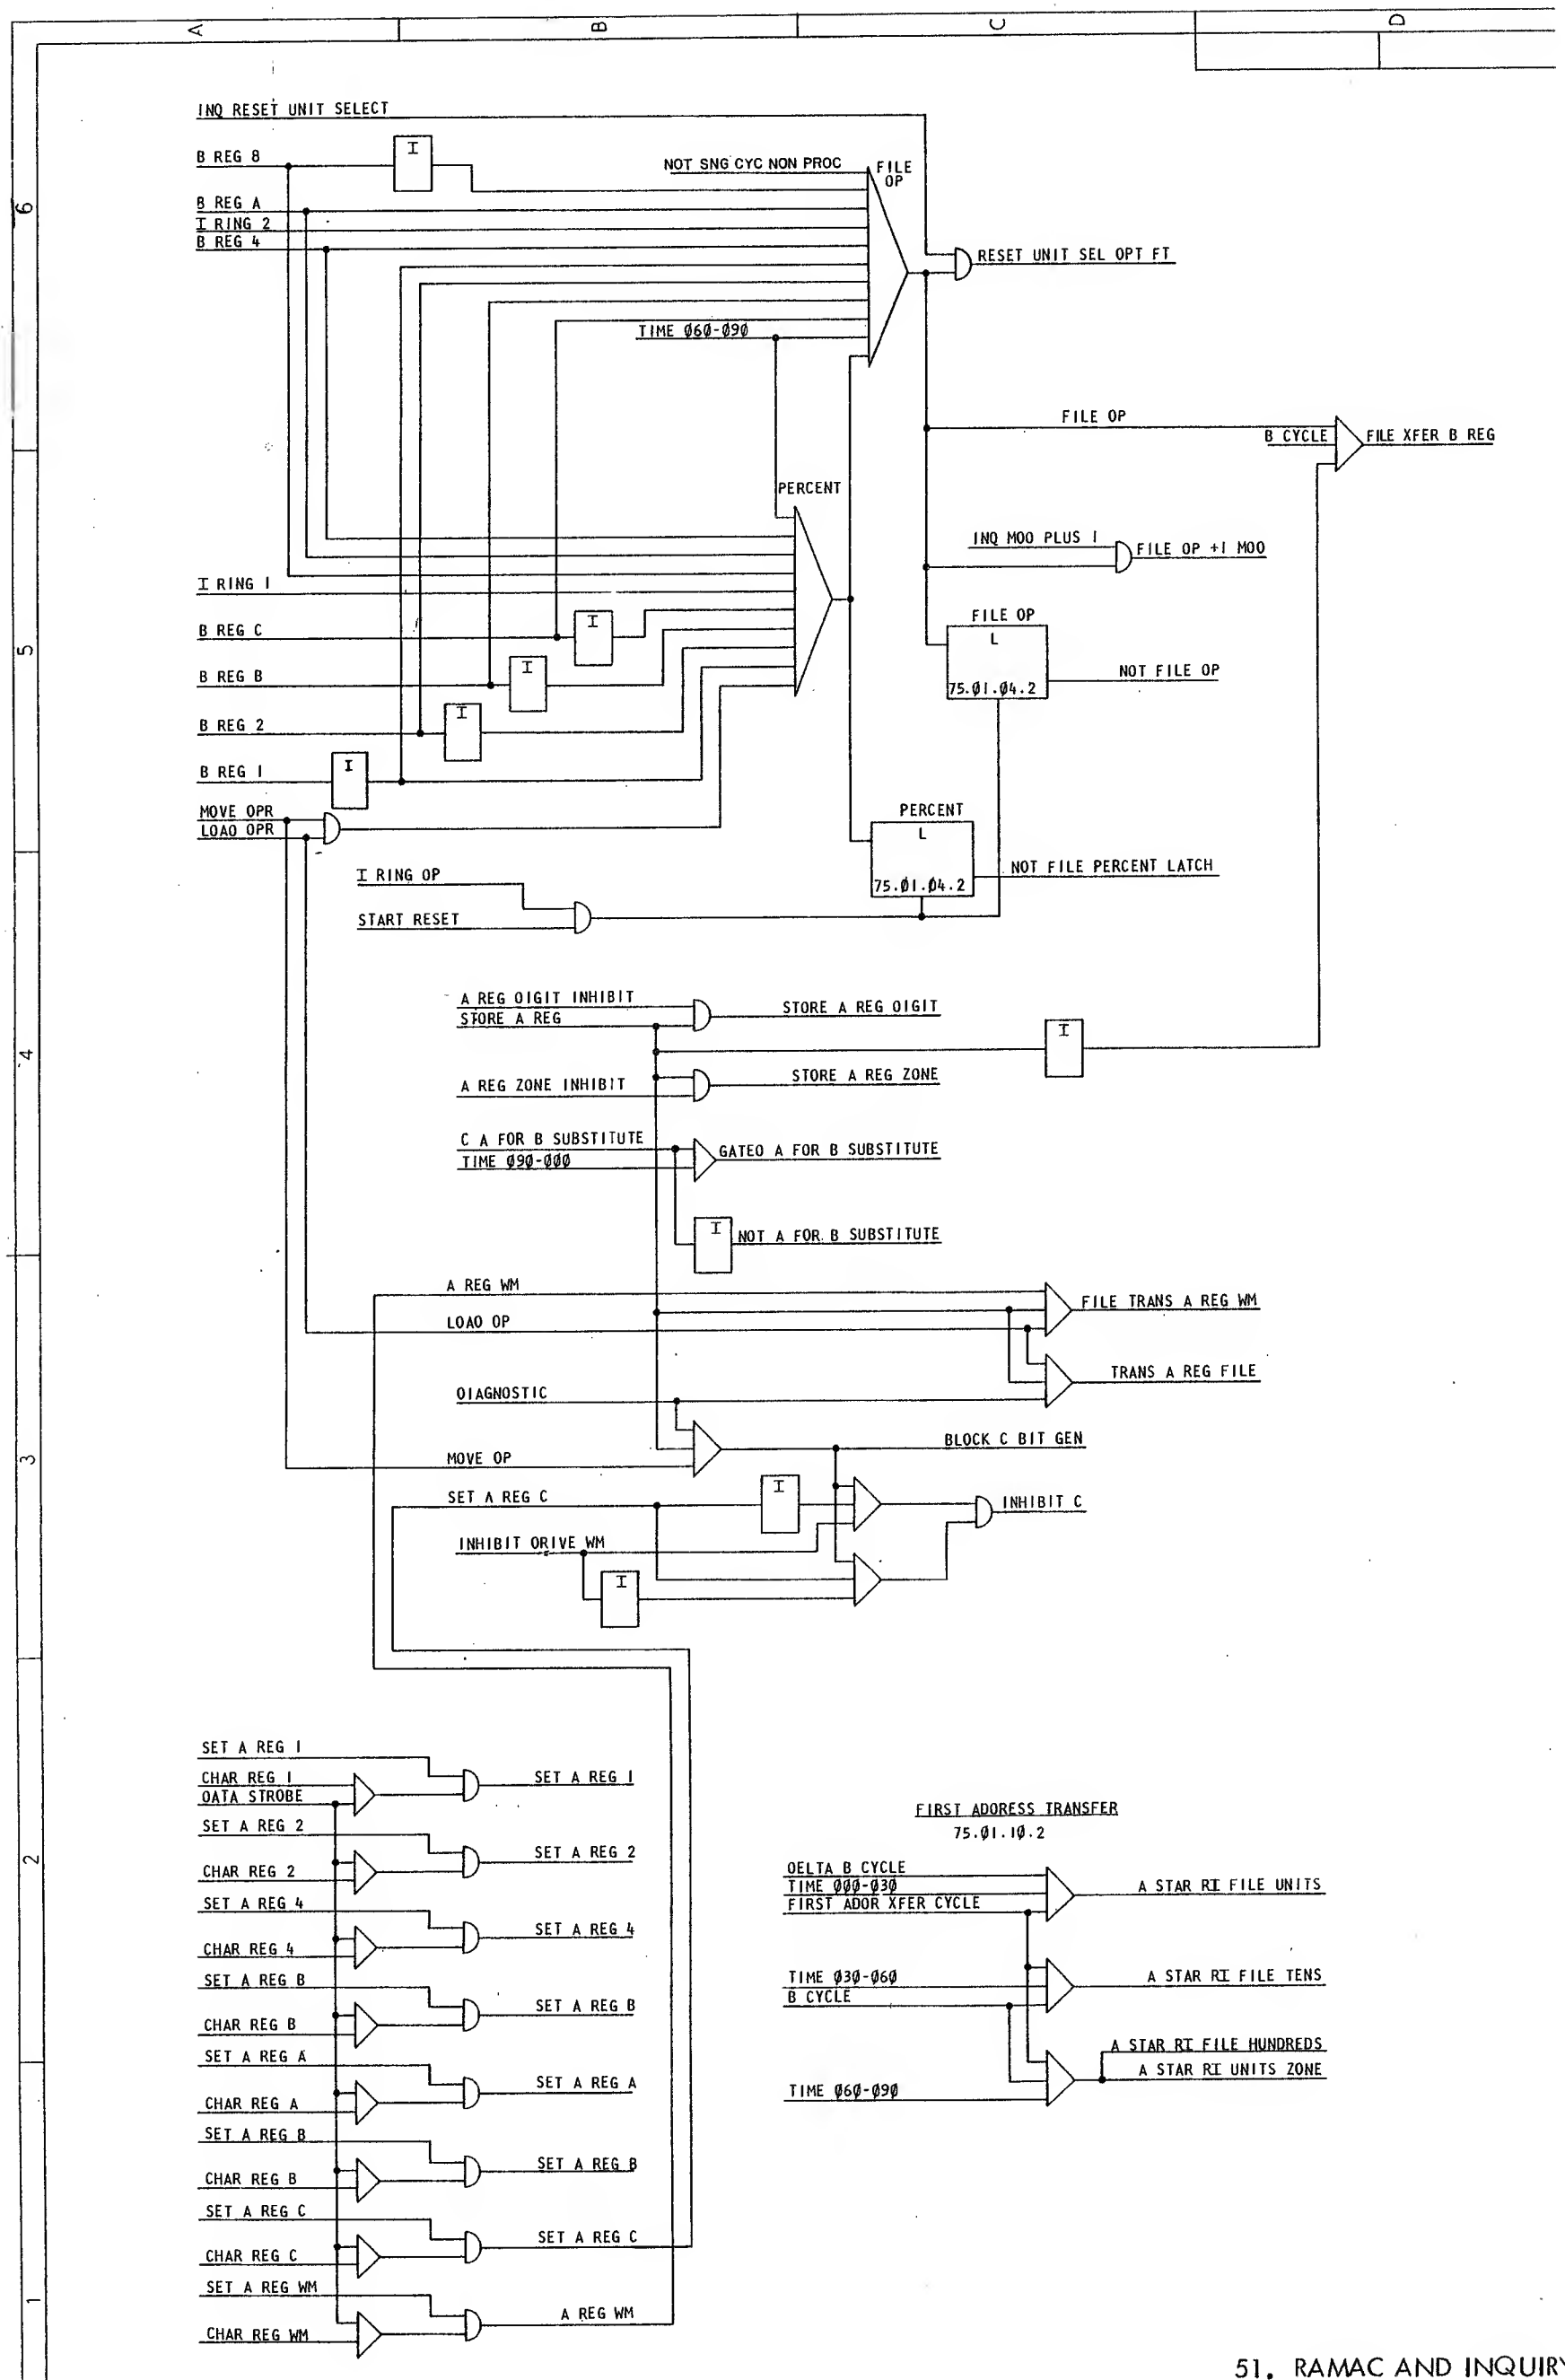 A B C D
INQ RESET UNIT SELECT
B REG 8
I
NOT SNG CYC NON PROC
FILE
OP
6
B REG A
I RING 2
B REG 4
RESET UNIT SEL OPT FT
TIME Ø6Ø-Ø9Ø
FILE OP
B CYCLE
FILE XFER B REG
PERCENT
INQ MOO PLUS I
FILE OP +I MOO
I RING I
FILE OP
B REG C
I
L
5
B REG B
I
NOT FILE OP
75.Ø1.Ø4.2
B REG 2
I
B REG I
I
MOVE OPR
LOAO OPR
PERCENT
L
I RING OP
NOT FILE PERCENT LATCH
75.Ø1.Ø4.2
START RESET
A REG OIGIT INHIBIT
STORE A REG
STORE A REG OIGIT
I
4
A REG ZONE INHIBIT
STORE A REG ZONE
C A FOR B SUBSTITUTE
TIME Ø9Ø-ØØØ
GATEO A FOR B SUBSTITUTE
I
NOT A FOR B SUBSTITUTE
A REG WM
FILE TRANS A REG WM
LOAO OP
TRANS A REG FILE
OIAGNOSTIC
BLOCK C BIT GEN
3
MOVE OP
SET A REG C
I
INHIBIT C
INHIBIT ORIVE WM
I
SET A REG I
CHAR REG I
OATA STROBE
SET A REG I
SET A REG 2
CHAR REG 2
SET A REG 2
2
SET A REG 4
CHAR REG 4
SET A REG 4
SET A REG B
CHAR REG B
SET A REG B
SET A REG A
CHAR REG A
SET A REG A
SET A REG B
CHAR REG B
SET A REG B
SET A REG C
CHAR REG C
SET A REG C
SET A REG WM
CHAR REG WM
A REG WM
1
FIRST AOORESS TRANSFER
75.Ø1.1Ø.2
OELTA B CYCLE
TIME ØØØ-Ø3Ø
FIRST AOOR XFER CYCLE
A STAR RI FILE UNITS
TIME Ø3Ø-Ø6Ø
B CYCLE
A STAR RI FILE TENS
A STAR RI FILE HUNDREDS
A STAR RI UNITS ZONE
TIME Ø6Ø-Ø9Ø
51. RAMAC AND INQUIR